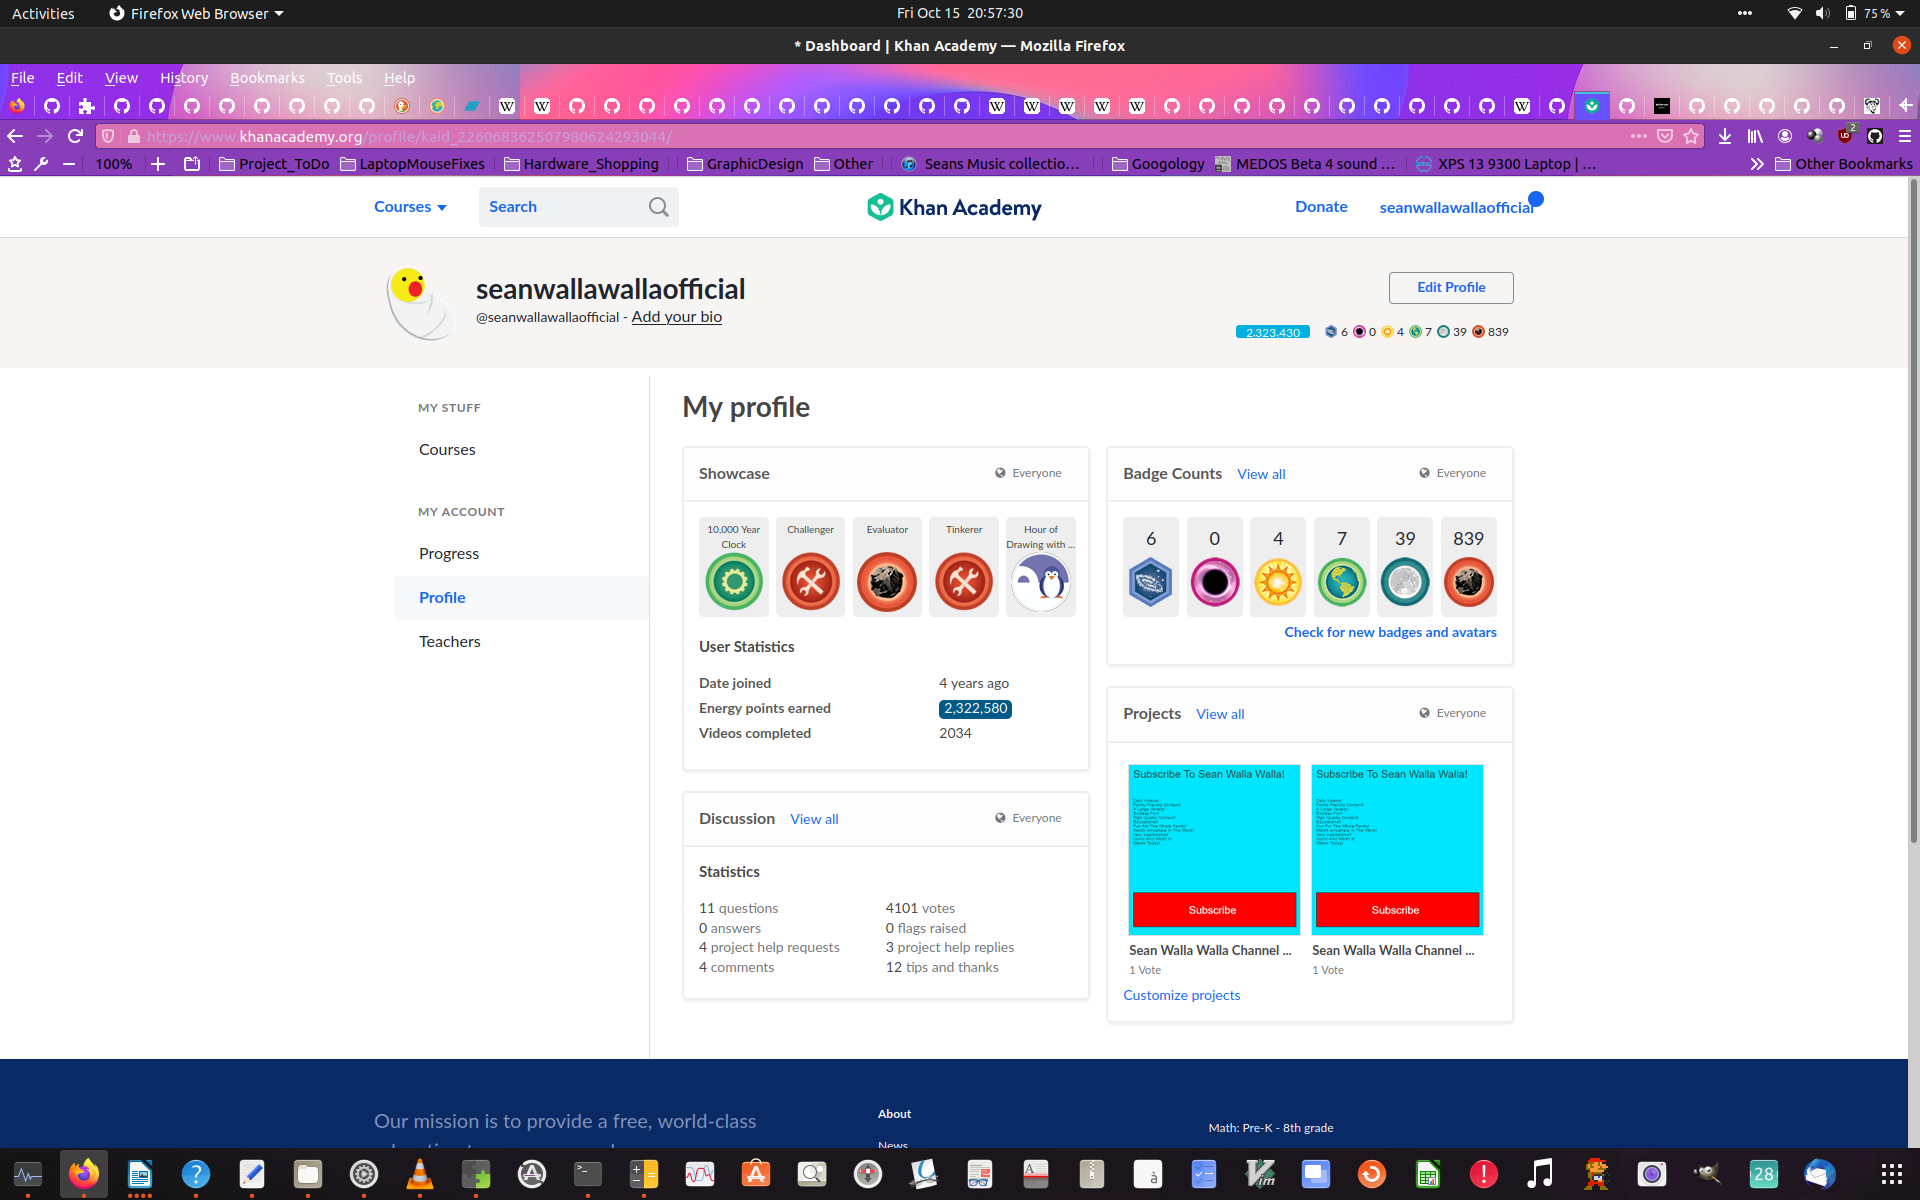 Activities
Firefox Web Browser
Fri Oct 15 20:57:30
75 %
* Dashboard | Khan Academy — Mozilla Firefox
File Edit View History Bookmarks Tools Help
https://www.khanacademy.org/profile/kaid_226068362507980624293044/
2
100%
Project_ToDo
LaptopMouseFixes
Hardware_Shopping
GraphicDesign
Other
Seans Music collectio…
Googology
MEDOS Beta 4 sound …
XPS 13 9300 Laptop | …
Other Bookmarks
Courses
Search
Khan Academy
Donate
seanwallawallaofficial
seanwallawallaofficial
@seanwallawallaofficial - Add your bio
Edit Profile
2,323,430 6 0 4 7 39 839
MY STUFF
Courses
MY ACCOUNT
Progress
Profile
Teachers
My profile
Showcase
Everyone
10,000 Year Clock
Challenger
Evaluator
Tinkerer
Hour of Drawing with ...
User Statistics
Date joined 4 years ago
Energy points earned 2,322,580
Videos completed 2034
Badge Counts View all
Everyone
6 0 4 7 39 839
Check for new badges and avatars
Discussion View all
Everyone
Statistics
11 questions 4101 votes
0 answers 0 flags raised
4 project help requests 3 project help replies
4 comments 12 tips and thanks
Projects View all
Everyone
Subscribe To Sean Walla Walla!
Subscribe
Subscribe To Sean Walla Walla!
Subscribe
Sean Walla Walla Channel ...
1 Vote
Sean Walla Walla Channel ...
1 Vote
Customize projects
Our mission is to provide a free, world-class
About
News
Math: Pre-K - 8th grade
28